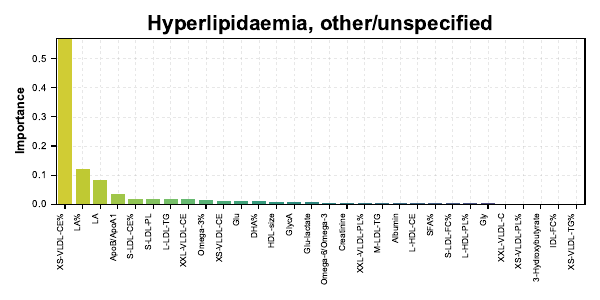 Hyperlipidaemia, other/unspecified
Importance
0.5
0.4
0.3
0.2
0.1
0.0
XS-VLDL-CE%
LA%
LA
ApoB/ApoA1
S-LDL-CE%
S-LDL-PL
L-LDL-TG
XXL-VLDL-CE
Omega-3%
XS-VLDL-CE
Glu
DHA%
HDL-size
GlycA
Glu-lactate
Omega-6/Omega-3
Creatinine
XXL-VLDL-PL%
M-LDL-TG
Albumin
L-HDL-CE
SFA%
S-LDL-FC%
L-HDL-PL%
Gly
XXL-VLDL-C
XS-VLDL-PL%
3-Hydroxybutyrate
IDL-FC%
XS-VLDL-TG%